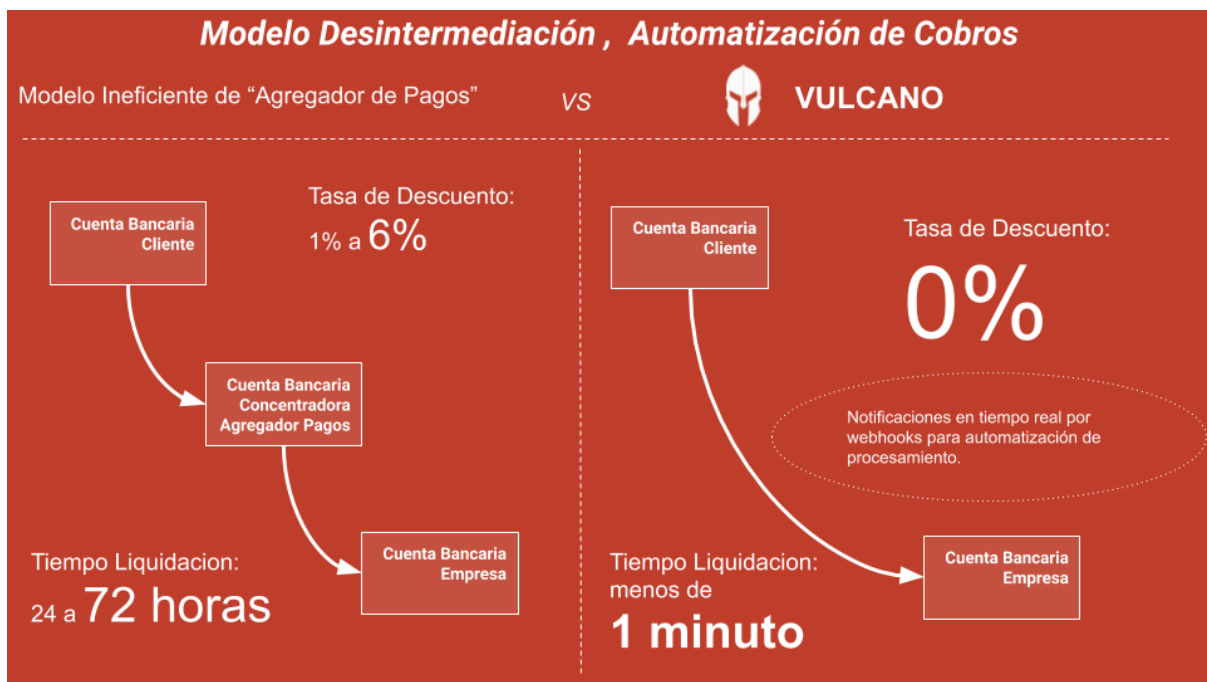 Modelo Desintermediación , Automatización de Cobros
Modelo Ineficiente de “Agregador de Pagos”
VS
VULCANO
Cuenta Bancaria
Cliente
Tasa de Descuento:
1% a 6%
Cuenta Bancaria
Concentradora
Agregador Pagos
Cuenta Bancaria
Empresa
Tiempo Liquidacion:
24 a 72 horas
Cuenta Bancaria
Cliente
Tasa de Descuento:
0%
Notificaciones en tiempo real por
webhooks para automatización de
procesamiento.
Cuenta Bancaria
Empresa
Tiempo Liquidacion:
menos de
1 minuto